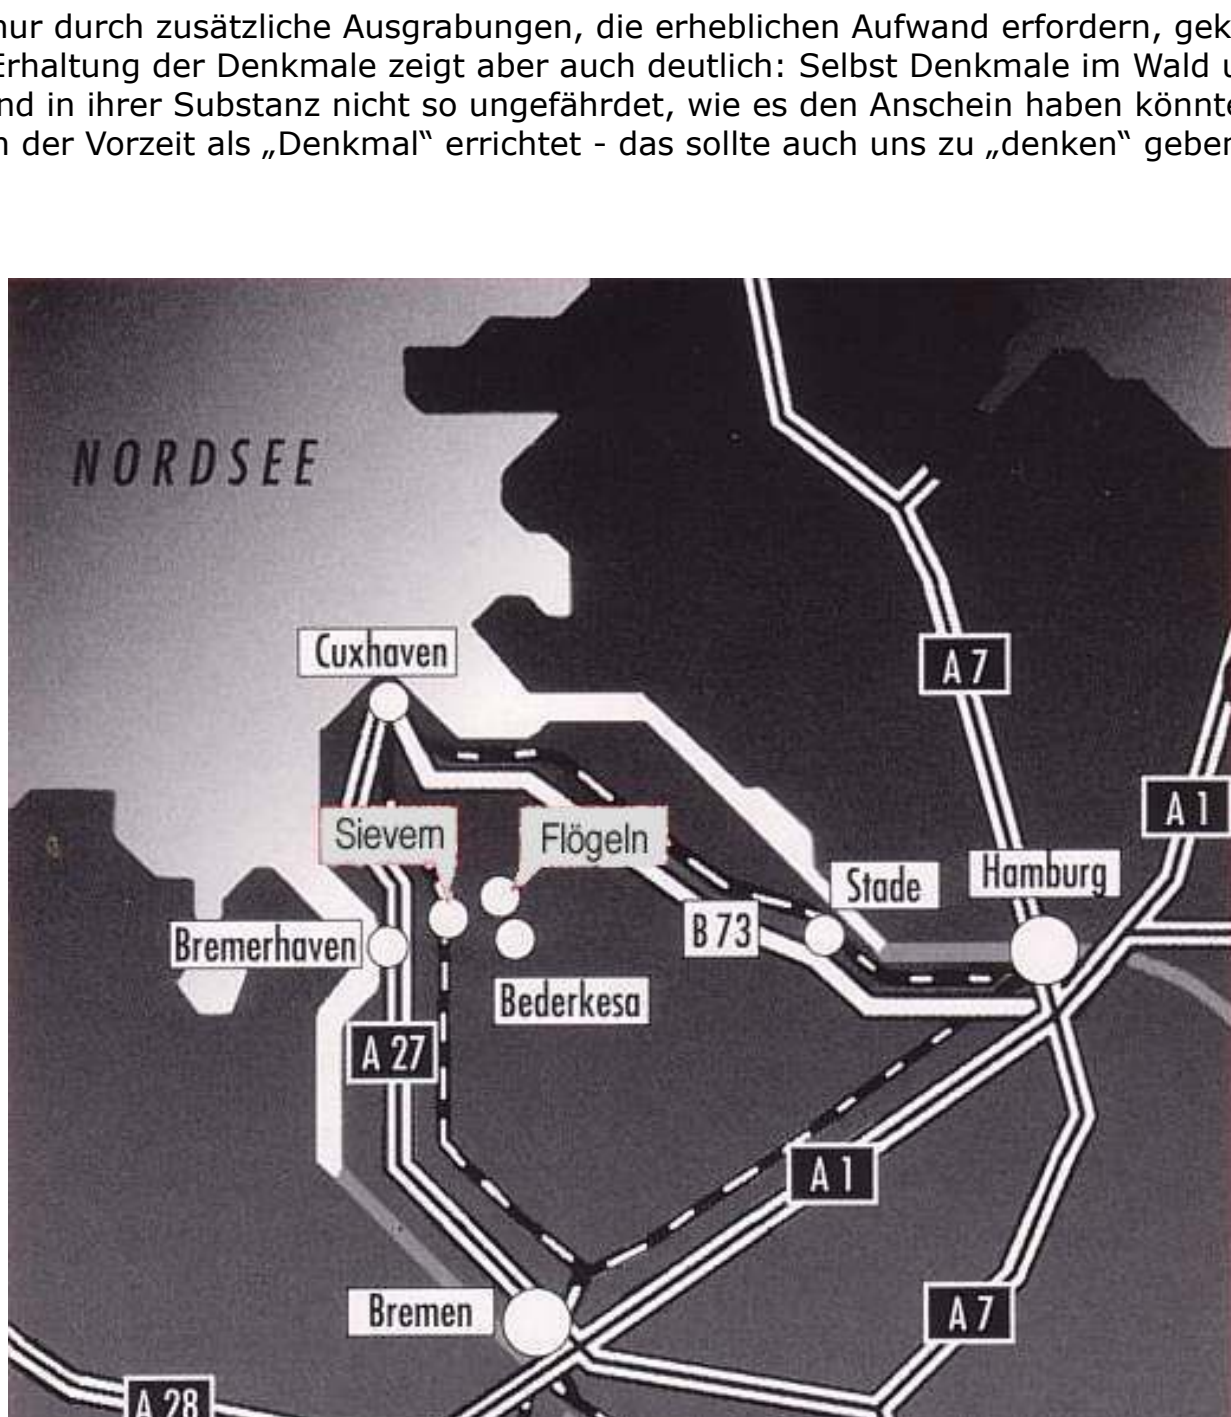 nur durch zusätzliche Ausgrabungen, die erheblichen Aufwand erfordern, gek
Erhaltung der Denkmale zeigt aber auch deutlich: Selbst Denkmale im Wald u
nd in ihrer Substanz nicht so ungefährdet, wie es den Anschein haben könnte
n der Vorzeit als „Denkmal“ errichtet - das sollte auch uns zu „denken“ geben
NORDSEE
Cuxhaven
A 7
A 1
Sievern
Flögeln
Stade
Hamburg
Bremerhaven
B 73
Bederkesa
A 27
A 1
Bremen
A 7
A 28